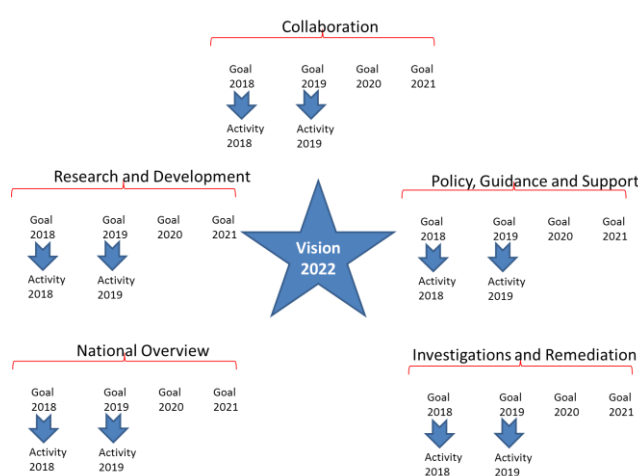 Collaboration
Goal 2018 Goal 2019 Goal 2020 Goal 2021
Activity 2018 Activity 2019
Research and Development
Goal 2018 Goal 2019 Goal 2020 Goal 2021
Activity 2018 Activity 2019
Vision
2022
Policy, Guidance and Support
Goal 2018 Goal 2019 Goal 2020 Goal 2021
Activity 2018 Activity 2019
National Overview
Goal 2018 Goal 2019 Goal 2020 Goal 2021
Activity 2018 Activity 2019
Investigations and Remediation
Goal 2018 Goal 2019 Goal 2020 Goal 2021
Activity 2018 Activity 2019